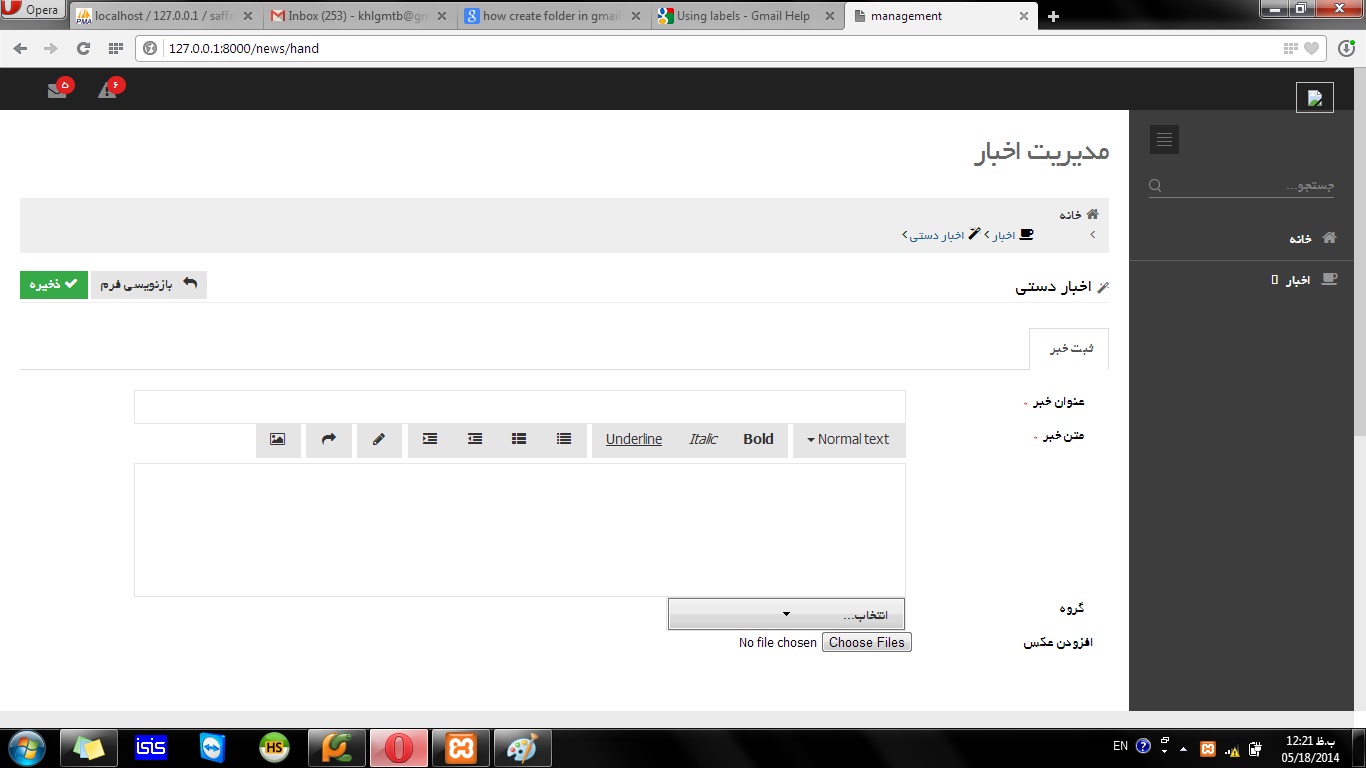 Opera
localhost / 127.0.0.1 / saffr
Inbox (253) - khlgmtb@gm
how create folder in gmail
Using labels - Gmail Help
management
127.0.0.1:8000/news/hand
۵
۶
مدیریت اخبار
جستجو...
خانه
اخبار
خانه
اخبار > اخبار دستی >
اخبار دستی
بازنویسی فرم
ذخیره
ثبت خبر
عنوان خبر *
متن خبر *
Normal text
Bold
Italic
Underline
گروه
انتخاب...
افزودن عکس
Choose Files No file chosen
PMA
isis
HS
EN
12:21 ب.ظ
05/18/2014